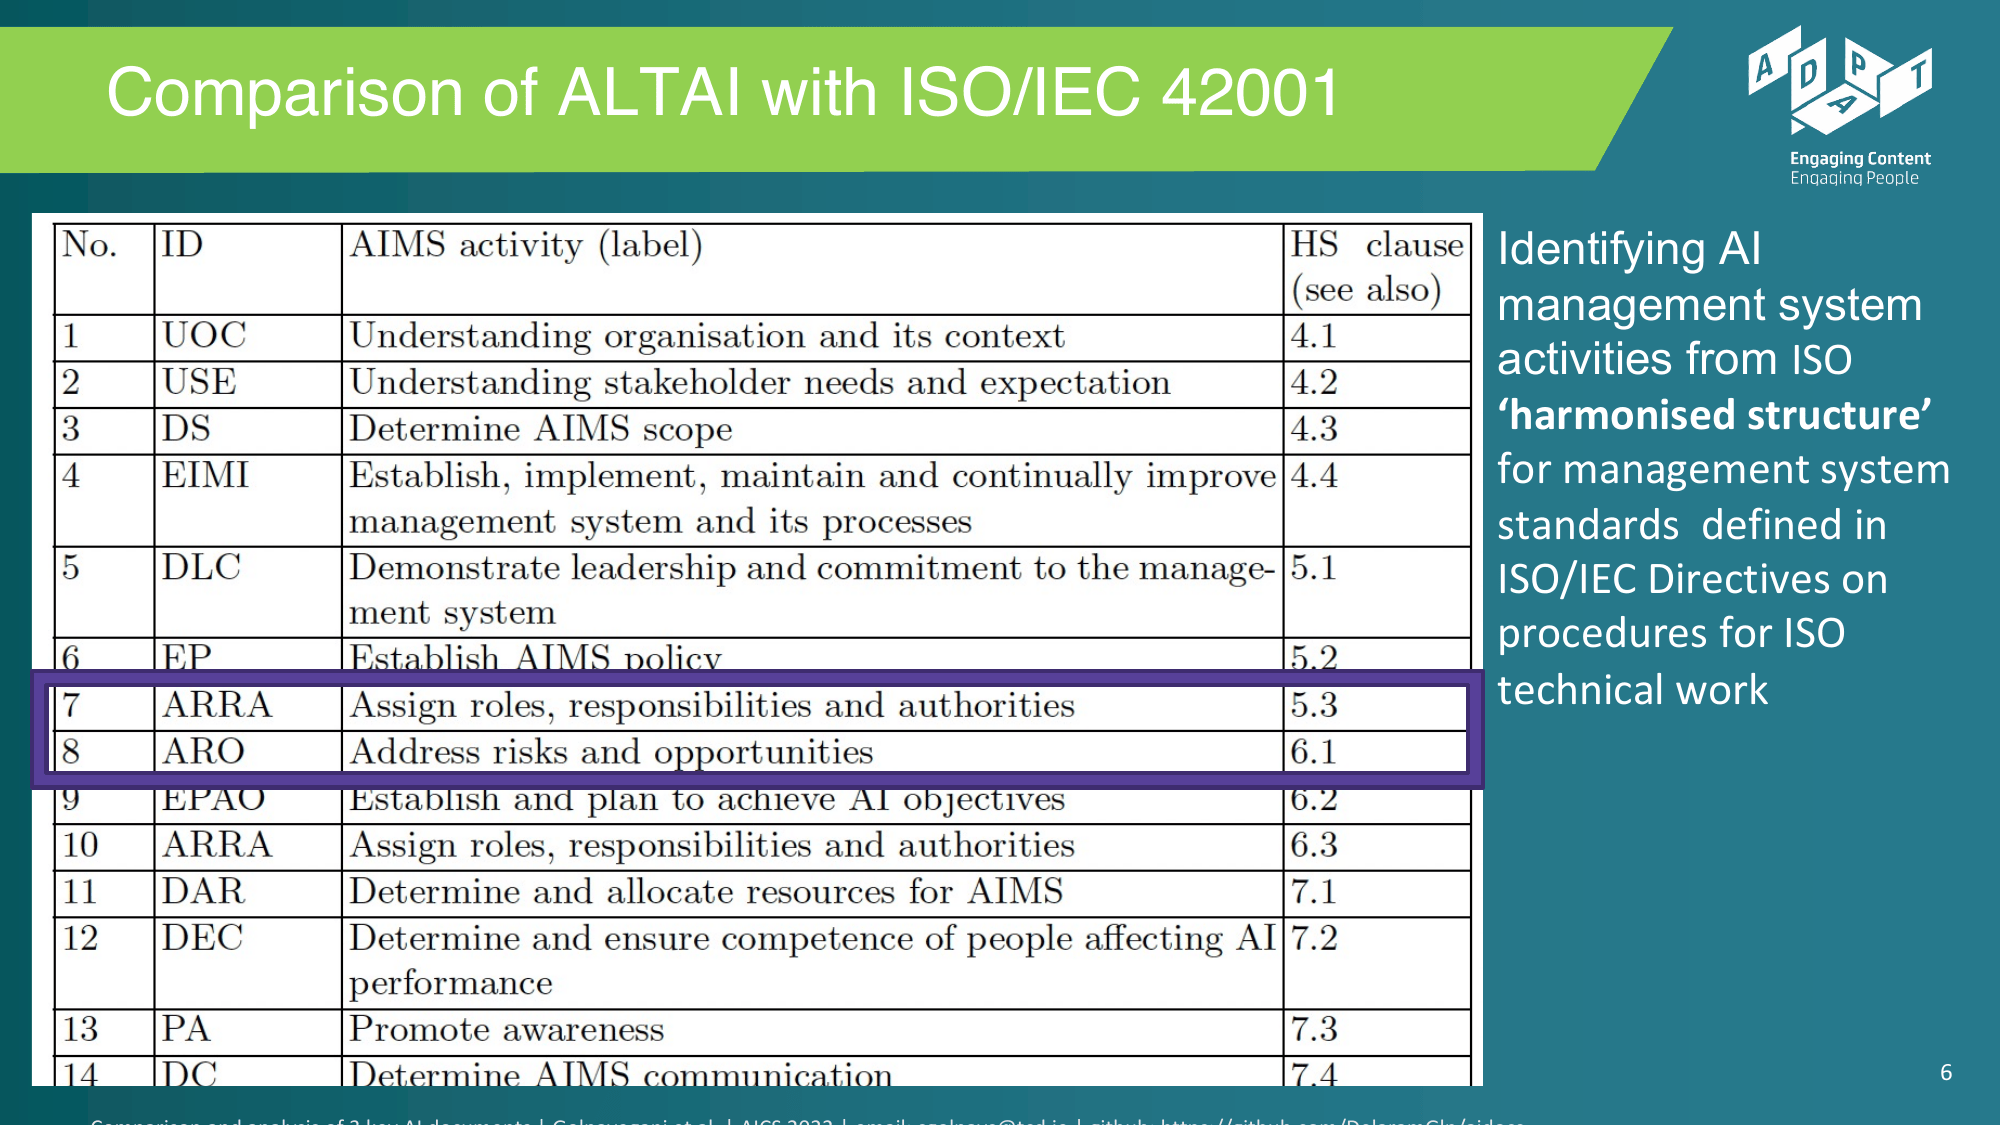 Comparison of ALTAI with ISO/IEC 42001
ADAPT
Engaging Content
Engaging People
No. ID AIMS activity (label) HS clause (see also)
1 UOC Understanding organisation and its context 4.1
2 USE Understanding stakeholder needs and expectation 4.2
3 DS Determine AIMS scope 4.3
4 EIMI Establish, implement, maintain and continually improve 4.4
management system and its processes
5 DLC Demonstrate leadership and commitment to the manage- 5.1
ment system
6 EP Establish AIMS policy 5.2
7 ARRA Assign roles, responsibilities and authorities 5.3
8 ARO Address risks and opportunities 6.1
9 EPAO Establish and plan to achieve AI objectives 6.2
10 ARRA Assign roles, responsibilities and authorities 6.3
11 DAR Determine and allocate resources for AIMS 7.1
12 DEC Determine and ensure competence of people affecting AI 7.2
performance
13 PA Promote awareness 7.3
14 DC Determine AIMS communication 7.4
Identifying AI
management system
activities from ISO
‘harmonised structure’
for management system
standards defined in
ISO/IEC Directives on
procedures for ISO
technical work
6